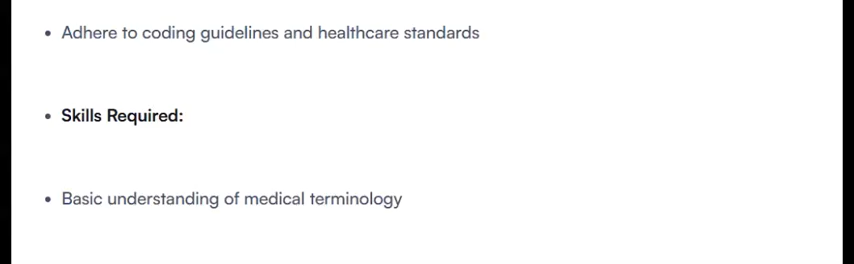 • Adhere to coding guidelines and healthcare standards
• Skills Required:
• Basic understanding of medical terminology